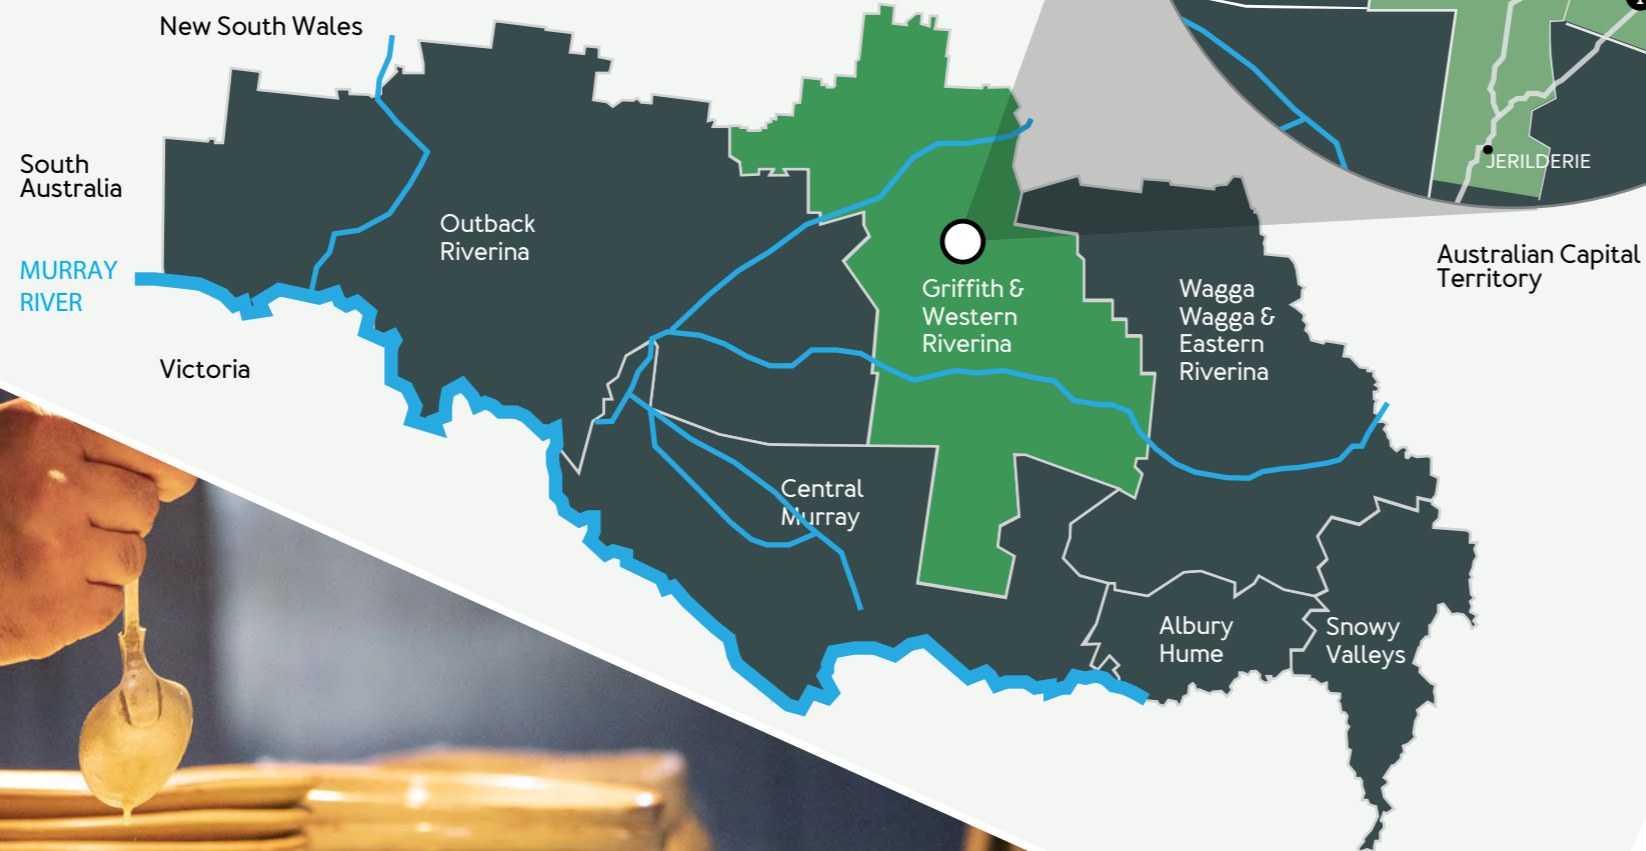 New South Wales
South
Australia
MURRAY
RIVER
Victoria
Outback
Riverina
Griffith &
Western
Riverina
Wagga
Wagga &
Eastern
Riverina
Central
Murray
Albury
Hume
Snowy
Valleys
JERILDERIE
Australian Capital
Territory